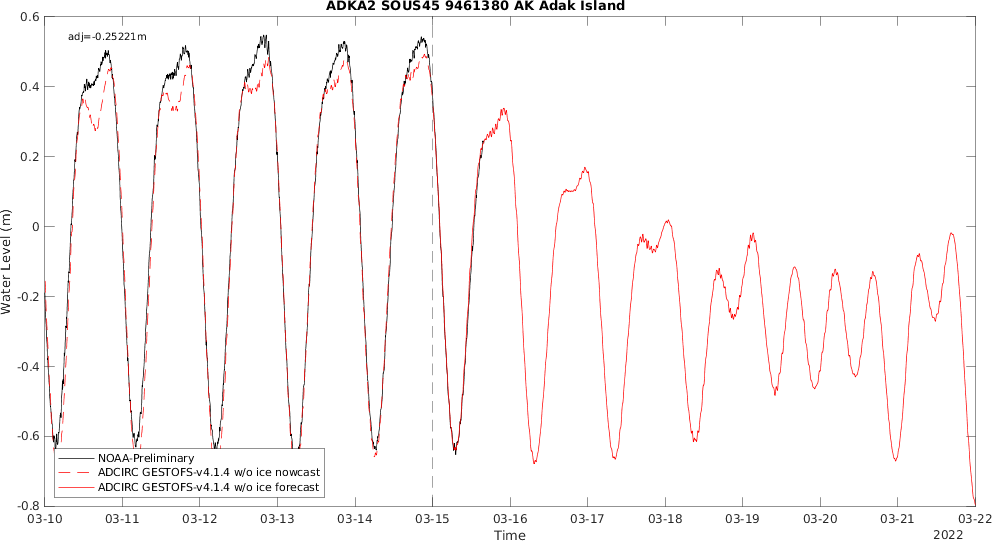 ADKA2 SOUS45 9461380 AK Adak Island
adj=-0.25221m
Water Level (m)
0.6
0.4
0.2
0
-0.2
-0.4
-0.6
-0.8
NOAA-Preliminary
ADCIRC GESTOFS-v4.1.4 w/o ice nowcast
ADCIRC GESTOFS-v4.1.4 w/o ice forecast
03-10 03-11 03-12 03-13 03-14 03-15 03-16 03-17 03-18 03-19 03-20 03-21 03-22
Time
2022